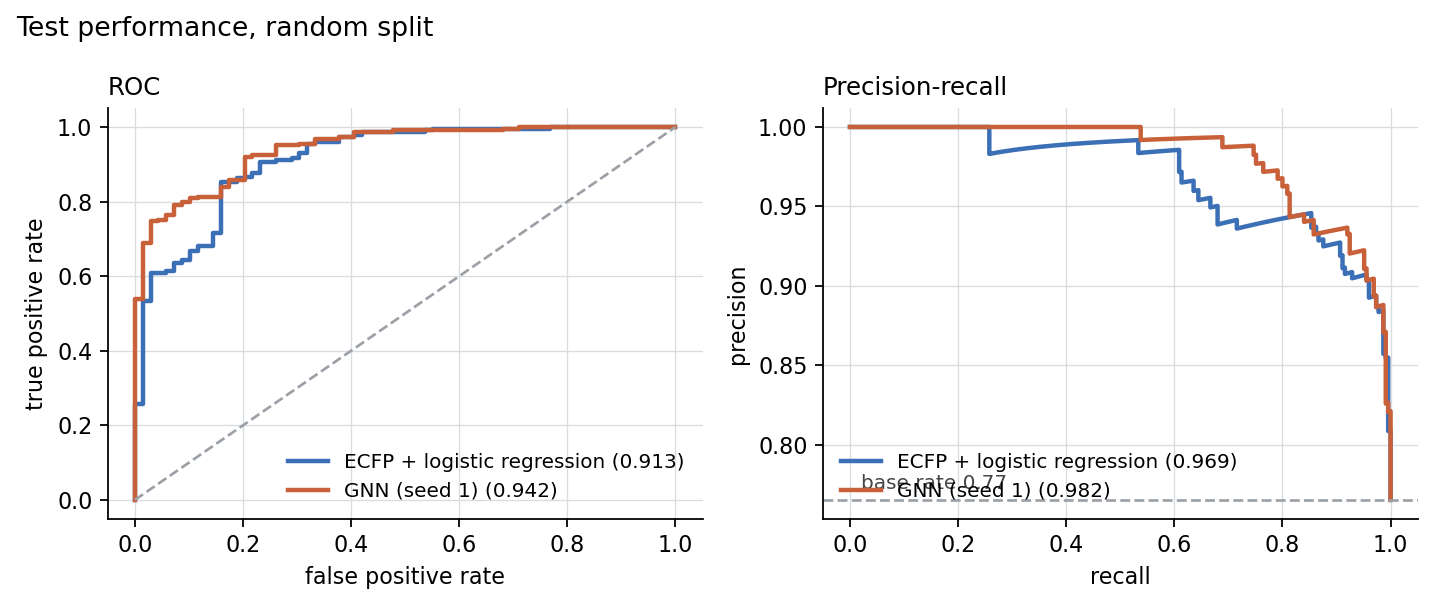 Test performance, random split
ROC
true positive rate
1.0
0.8
0.6
0.4
0.2
0.0
ECFP + logistic regression (0.913)
GNN (seed 1) (0.942)
0.0 0.2 0.4 0.6 0.8 1.0
false positive rate
Precision-recall
precision
1.00
0.95
0.90
0.85
0.80
ECFP + logistic regression (0.969)
base rate 0.77
GNN (seed 1) (0.982)
0.0 0.2 0.4 0.6 0.8 1.0
recall